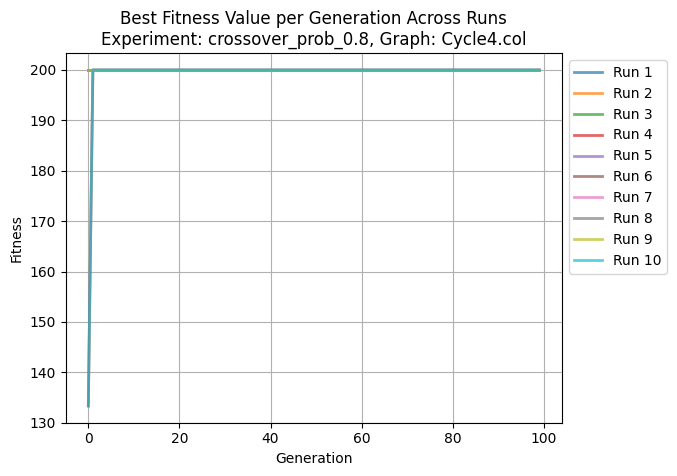 Best Fitness Value per Generation Across Runs
Experiment: crossover_prob_0.8, Graph: Cycle4.col
Fitness
200
190
180
170
160
150
140
130
0
20
40
60
80
100
Generation
Run 1
Run 2
Run 3
Run 4
Run 5
Run 6
Run 7
Run 8
Run 9
Run 10